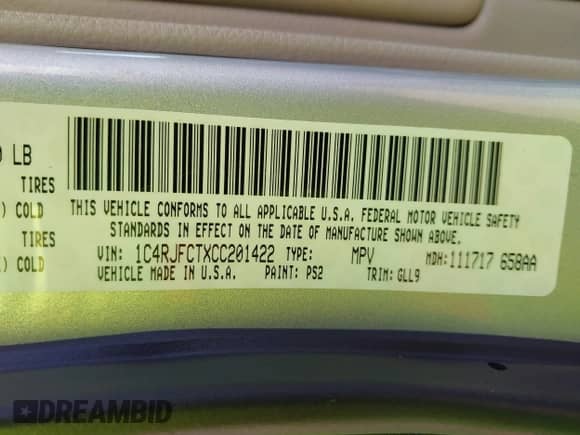 0 LB
TIRES
) COLD
TIRES
) COLD
THIS VEHICLE CONFORMS TO ALL APPLICABLE U.S.A. FEDERAL MOTOR VEHICLE SAFETY
STANDARDS IN EFFECT ON THE DATE OF MANUFACTURE SHOWN ABOVE.
VIN: 1C4RJFCTXCC201422 TYPE: MPV MDH:111717 658AA
VEHICLE MADE IN U.S.A. PAINT: PS2 TRIM:GLL9
DREAMBID